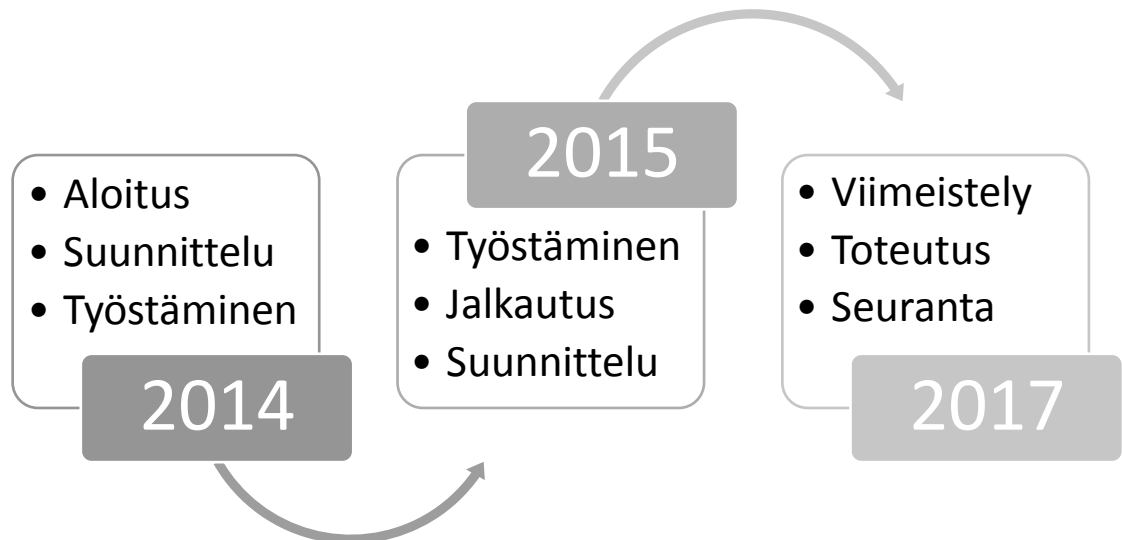 • Aloitus
• Suunnittelu
• Työstäminen
2014
2015
• Työstäminen
• Jalkautus
• Suunnittelu
• Viimeistely
• Toteutus
• Seuranta
2017